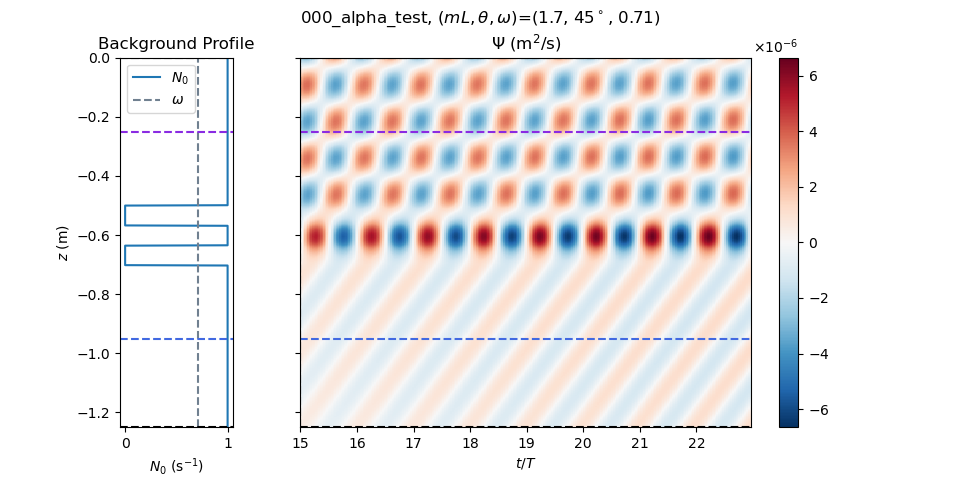 000_alpha_test, (mL, θ, ω)=(1.7, 45°, 0.71)
Background Profile
Ψ (m²/s)
×10⁻⁶
N₀
ω
0.0
−0.2
−0.4
−0.6
−0.8
−1.0
−1.2
z (m)
0 1
N₀ (s⁻¹)
15 16 17 18 19 20 21 22
t/T
6
4
2
0
−2
−4
−6